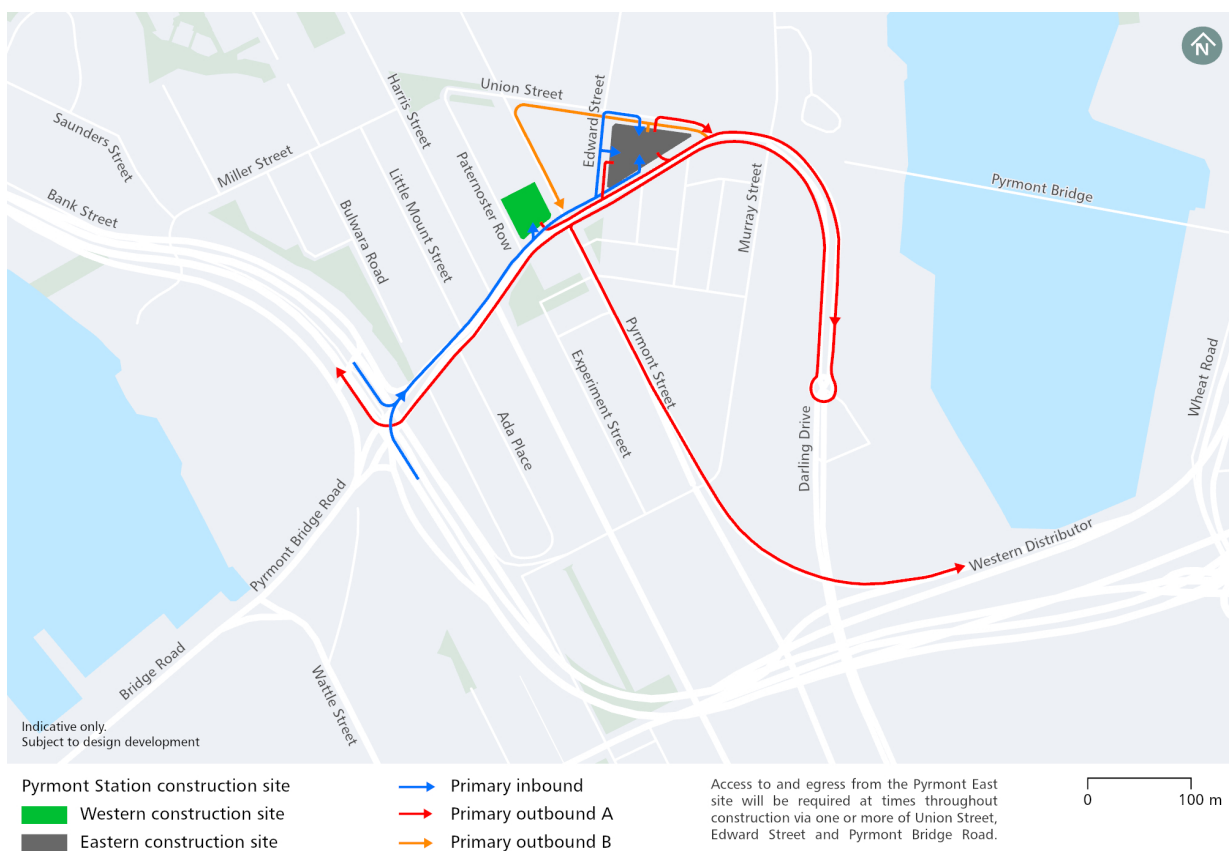 N
Union Street
Harris Street
Edward Street
Saunders Street
Miller Street
Paternoster Row
Little Mount Street
Bank Street
Bulwara Road
Murray Street
Pyrmont Bridge
Pyrmont Street
Experiment Street
Wheat Road
Ada Place
Darling Drive
Pyrmont Bridge Road
Western Distributor
Bridge Road
Wattle Street
Indicative only.
Subject to design development
Pyrmont Station construction site
Western construction site
Eastern construction site
Primary inbound
Primary outbound A
Primary outbound B
Access to and egress from the Pyrmont East
site will be required at times throughout
construction via one or more of Union Street,
Edward Street and Pyrmont Bridge Road.
0 100 m